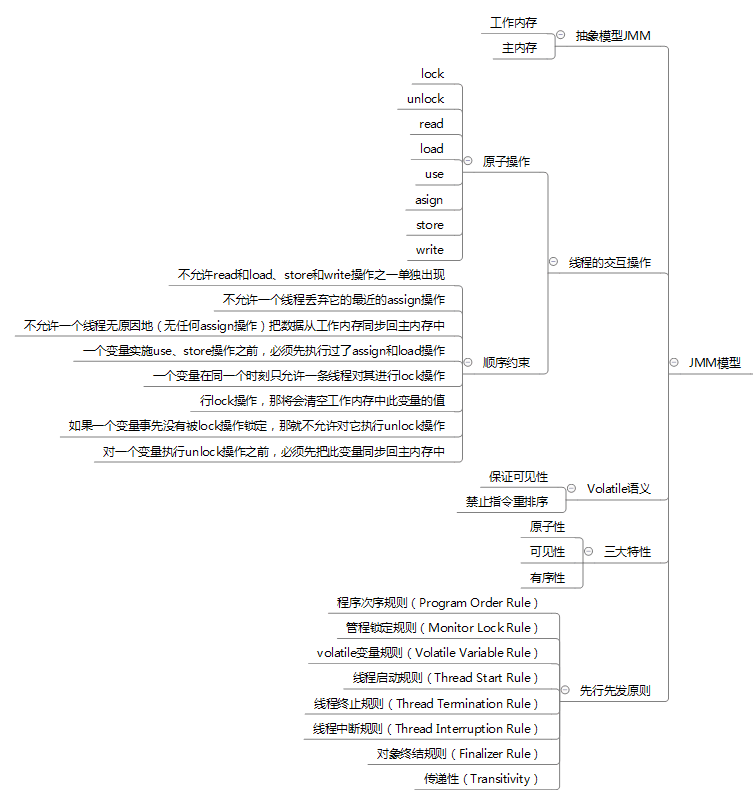 工作内存
主内存
抽象模型JMM
lock
unlock
read
load
use
asign
store
write
原子操作
线程的交互操作
不允许read和load、store和write操作之一单独出现
不允许一个线程丢弃它的最近的assign操作
不允许一个线程无原因地（无任何assign操作）把数据从工作内存同步回主内存中
一个变量实施use、store操作之前，必须先执行过了assign和load操作
一个变量在同一个时刻只允许一条线程对其进行lock操作
行lock操作，那将会清空工作内存中此变量的值
如果一个变量事先没有被lock操作锁定，那就不允许对它执行unlock操作
对一个变量执行unlock操作之前，必须先把此变量同步回主内存中
顺序约束
JMM模型
保证可见性
禁止指令重排序
Volatile语义
原子性
可见性
有序性
三大特性
程序次序规则（Program Order Rule）
管程锁定规则（Monitor Lock Rule）
volatile变量规则（Volatile Variable Rule）
线程启动规则（Thread Start Rule）
线程终止规则（Thread Termination Rule）
线程中断规则（Thread Interruption Rule）
对象终结规则（Finalizer Rule）
传递性（Transitivity）
先行先发原则